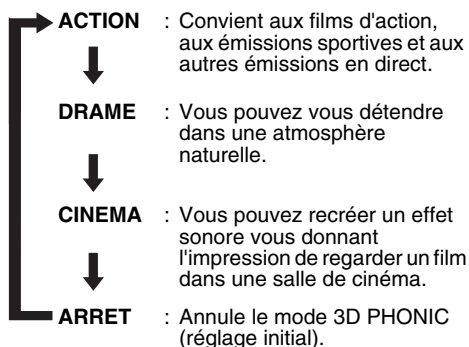 ACTION : Convient aux films d'action,
aux émissions sportives et aux
autres émissions en direct.
DRAME : Vous pouvez vous détendre
dans une atmosphère
naturelle.
CINEMA : Vous pouvez recréer un effet
sonore vous donnant
l'impression de regarder un film
dans une salle de cinéma.
ARRET : Annule le mode 3D PHONIC
(réglage initial).